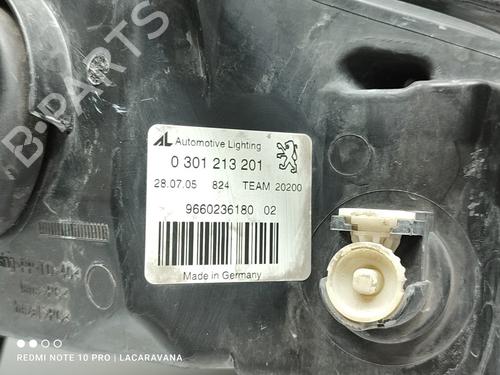 B-PARTS
AL Automotive Lighting
0 301 213 201
28.07.05 824 TEAM 20200
9660236180 02
Made in Germany
REDMI NOTE 10 PRO | LACARAVANA